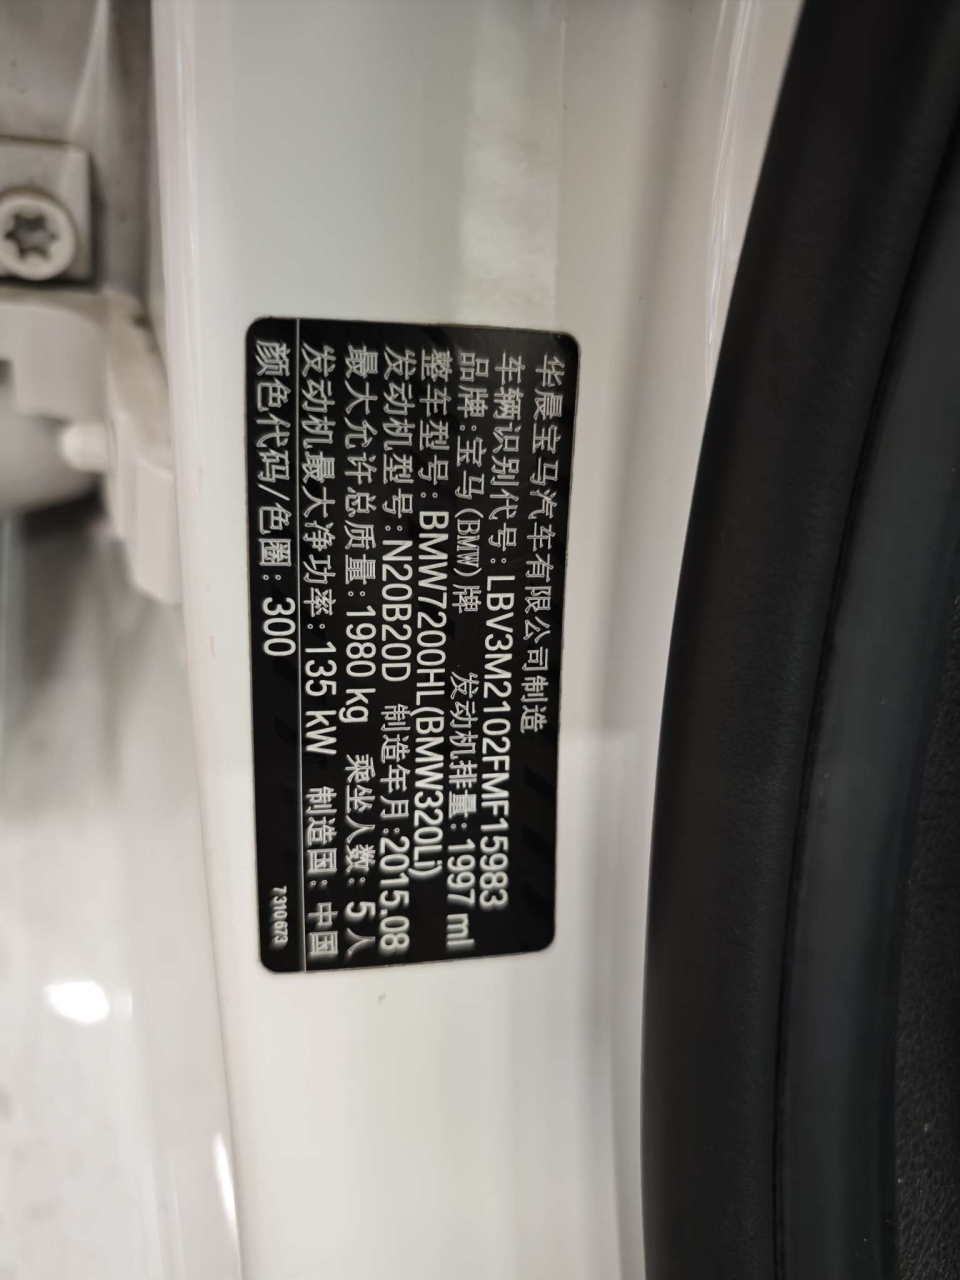 华晨宝马汽车有限公司制造
车辆识别代号:LBV3M2102FMF15983
品牌:宝马(BMW)牌 发动机排量:1997 ml
整车型号:BMW7200HL(BMW320Li)
发动机型号:N20B20D 制造年月:2015.08
最大允许总质量:1980 kg 乘坐人数:5人
发动机最大净功率:135 kW 制造国:中国
颜色代码/色圈:300 7310673